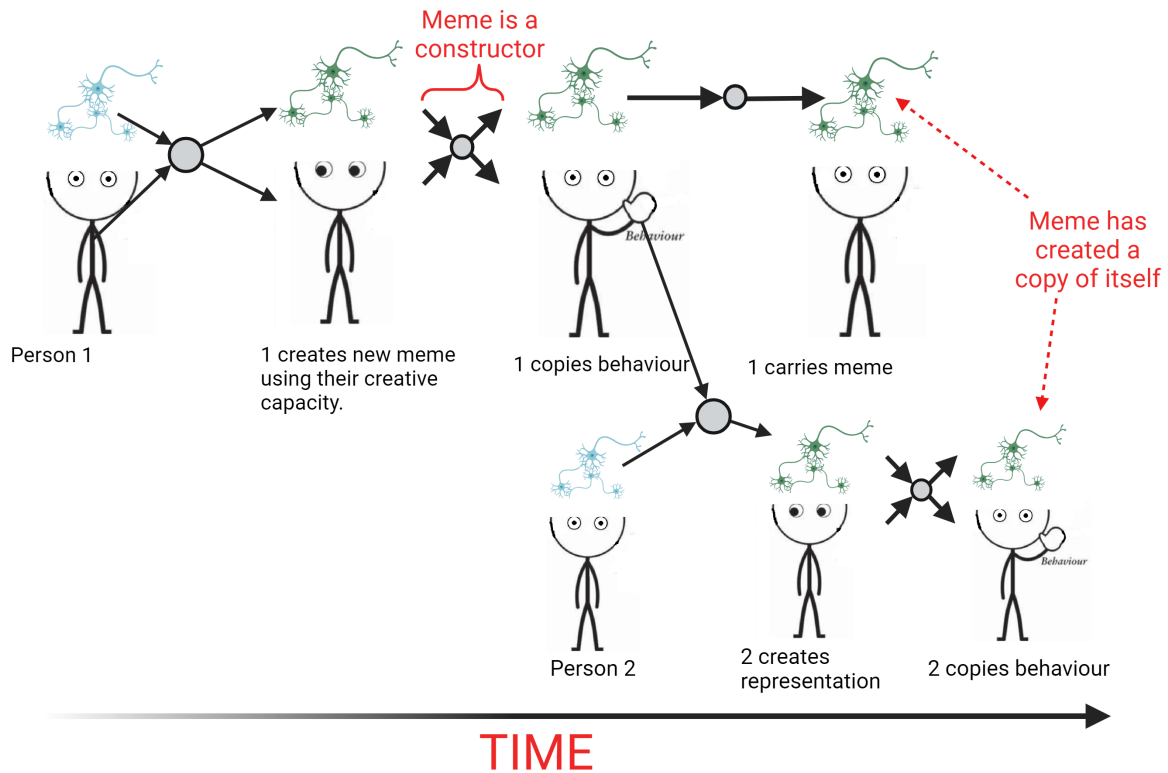 Meme is a
constructor
Behaviour
Meme has
created a
copy of itself
Person 1
1 creates new meme
using their creative
capacity.
1 copies behaviour
1 carries meme
Behaviour
Person 2
2 creates
representation
2 copies behaviour
TIME